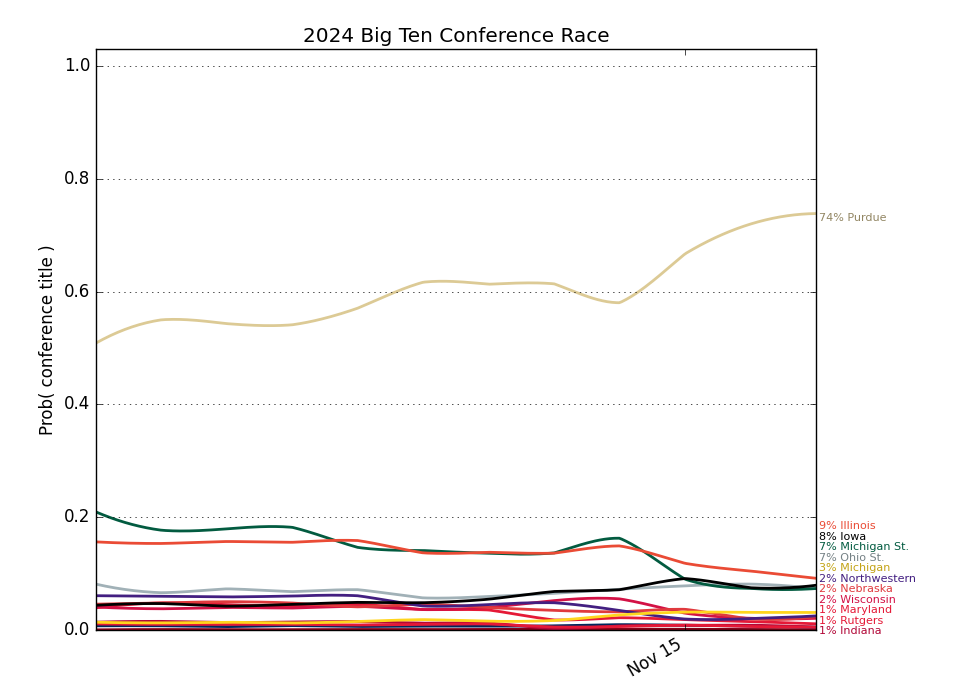 2024 Big Ten Conference Race
1.0
0.8
0.6
0.4
0.2
0.0
Prob( conference title )
74% Purdue
9% Illinois
8% Iowa
7% Michigan St.
7% Ohio St.
3% Michigan
2% Northwestern
2% Nebraska
2% Wisconsin
1% Maryland
1% Rutgers
1% Indiana
Nov 15